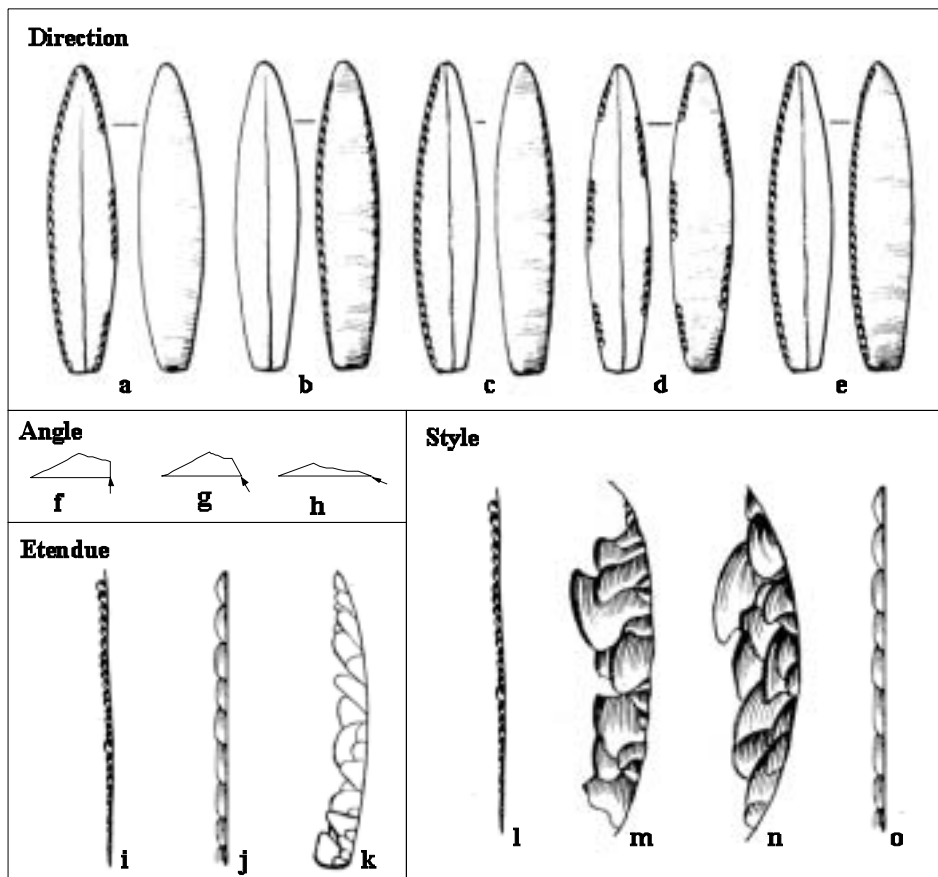 Direction
a b c d e
Angle
f g h
Etendue
i j k
Style
l m n o